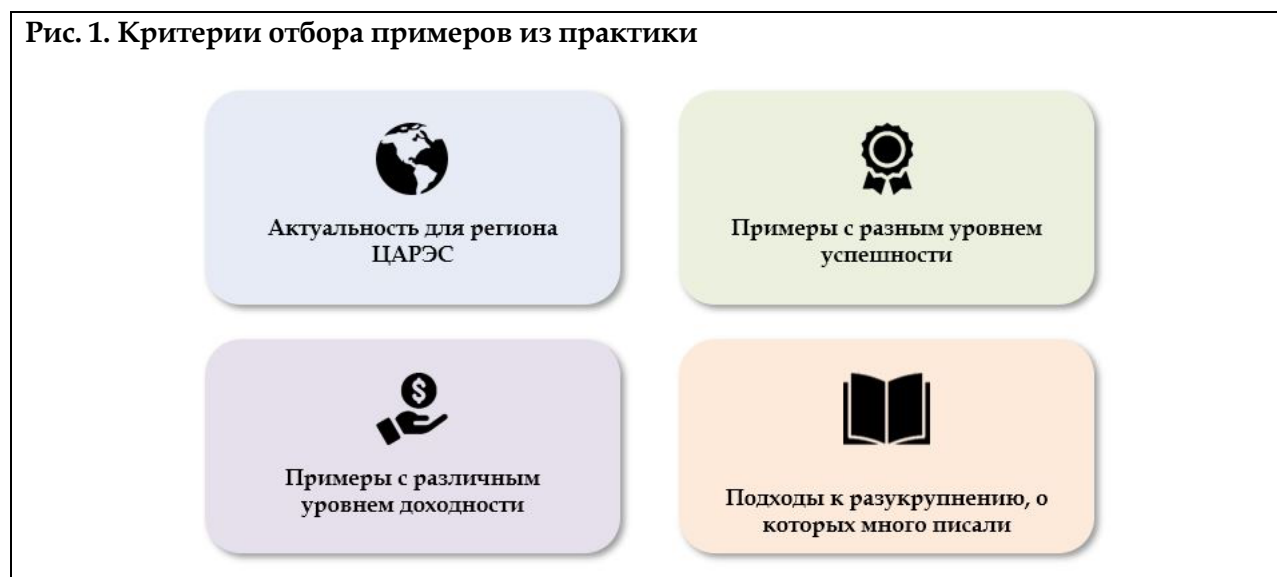 Рис. 1. Критерии отбора примеров из практики
Актуальность для региона
ЦАРЭС
Примеры с разным уровнем
успешности
Примеры с различным
уровнем доходности
Подходы к разукрупнению, о
которых много писали